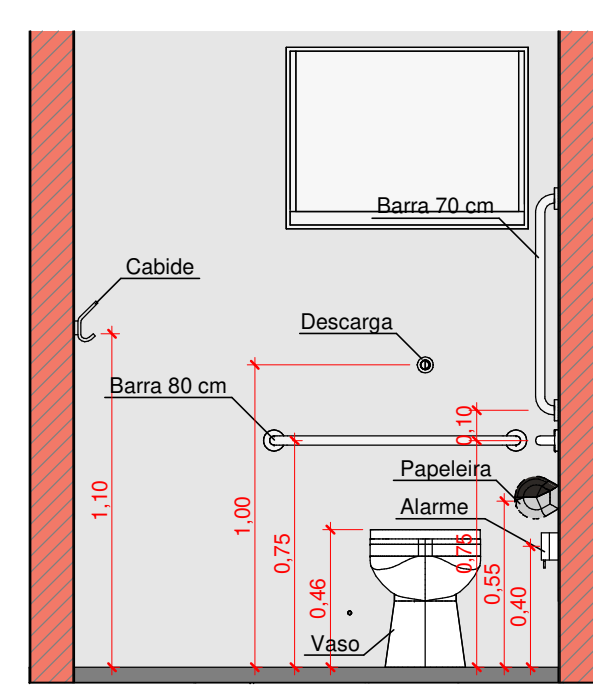 Barra 70 cm
Cabide
Descarga
Barra 80 cm
0,10
Papeleira
1,10
1,00
Alarme
0,75
0,75
0,55
0,46
0,40
Vaso